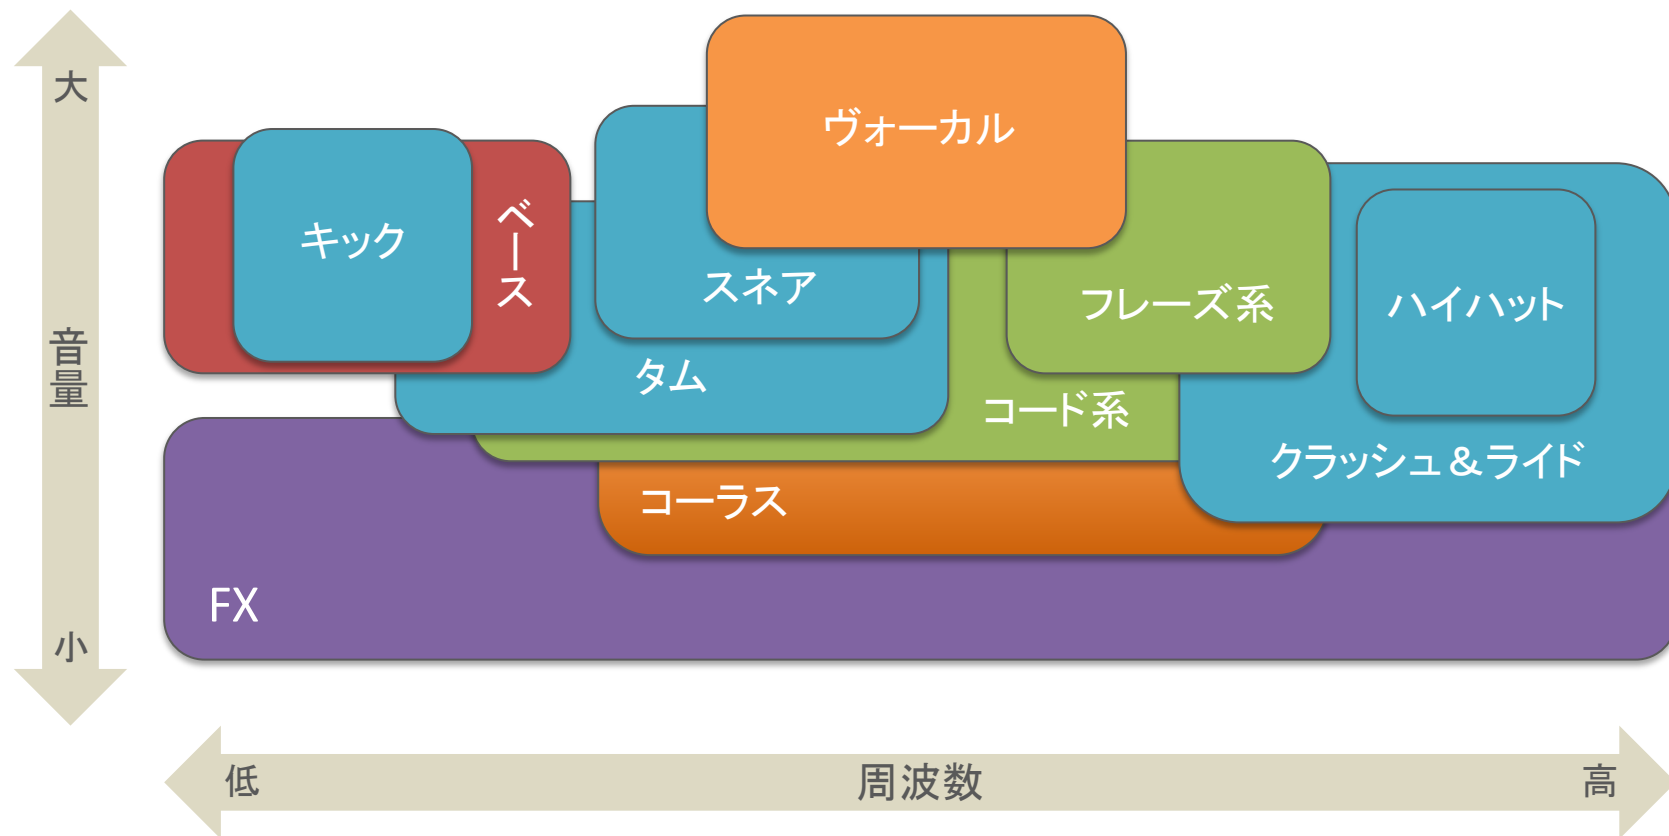 大
音量
小
ヴォーカル
キック
ベース
スネア
フレーズ系
ハイハット
タム
コード系
クラッシュ&ライド
コーラス
FX
低
周波数
高